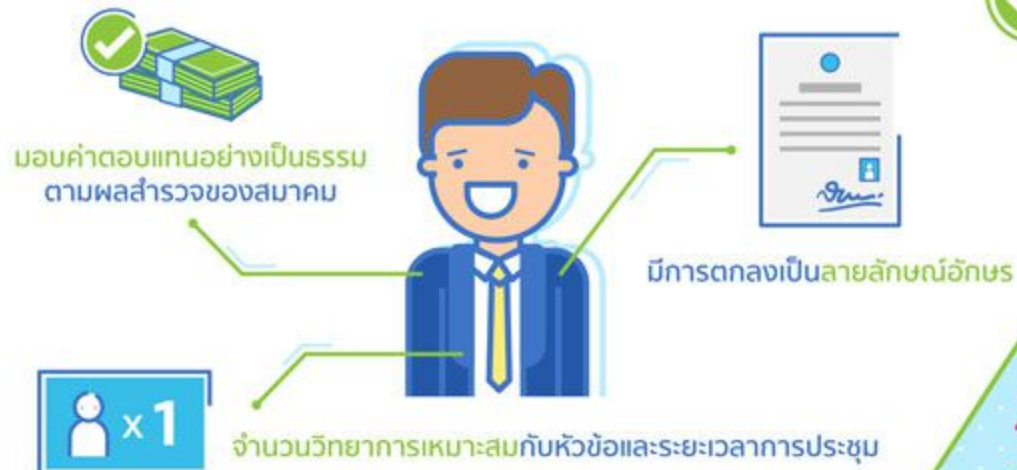 มอบค่าตอบแทนอย่างเป็นธรรม
ตามผลสำรวจของสมาคม
มีการตกลงเป็นลายลักษณ์อักษร
x 1
จำนวนวิทยาการเหมาะสมกับหัวข้อและระยะเวลาการประชุม